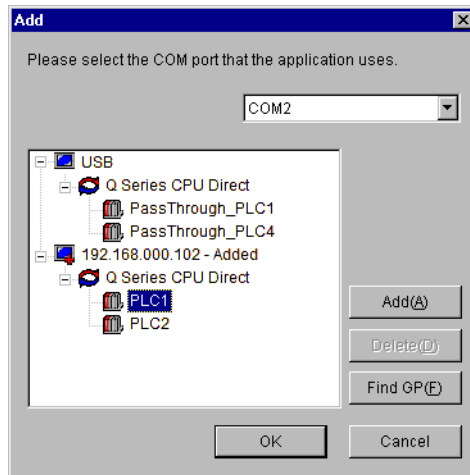 Add
Please select the COM port that the application uses.
COM2
USB
Q Series CPU Direct
PassThrough_PLC1
PassThrough_PLC4
192.168.000.102 - Added
Q Series CPU Direct
PLC1
PLC2
Add(A)
Delete(D)
Find GP(F)
OK
Cancel